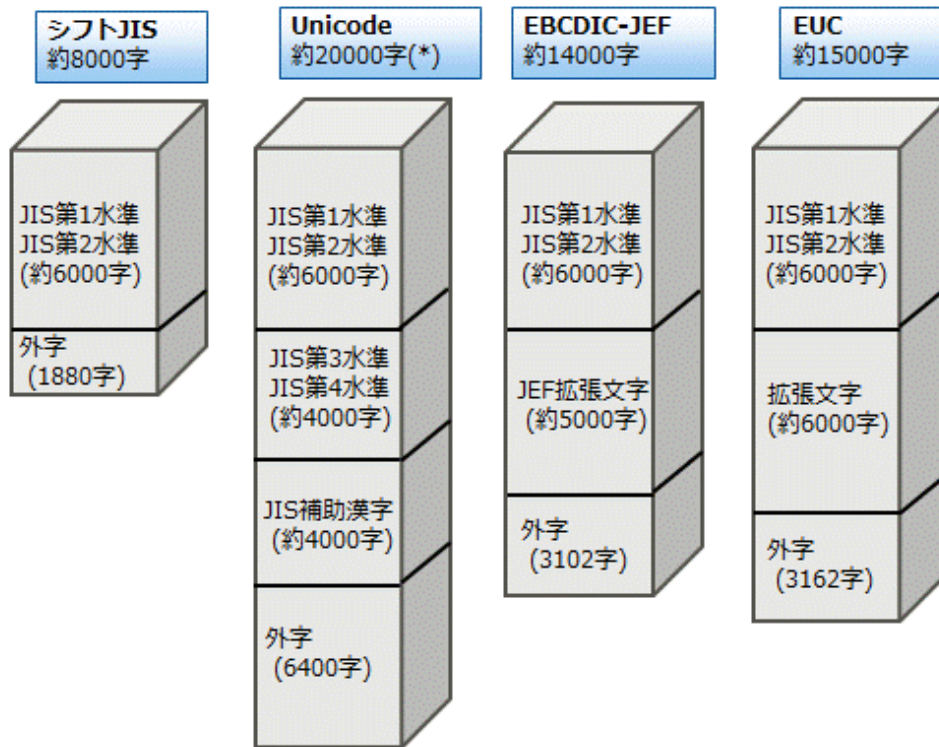 シフトJIS
約8000字
JIS第1水準
JIS第2水準
(約6000字)
外字
(1880字)
Unicode
約20000字(*)
JIS第1水準
JIS第2水準
(約6000字)
JIS第3水準
JIS第4水準
(約4000字)
JIS補助漢字
(約4000字)
外字
(6400字)
EBCDIC-JEF
約14000字
JIS第1水準
JIS第2水準
(約6000字)
JEF拡張文字
(約5000字)
外字
(3102字)
EUC
約15000字
JIS第1水準
JIS第2水準
(約6000字)
拡張文字
(約6000字)
外字
(3162字)